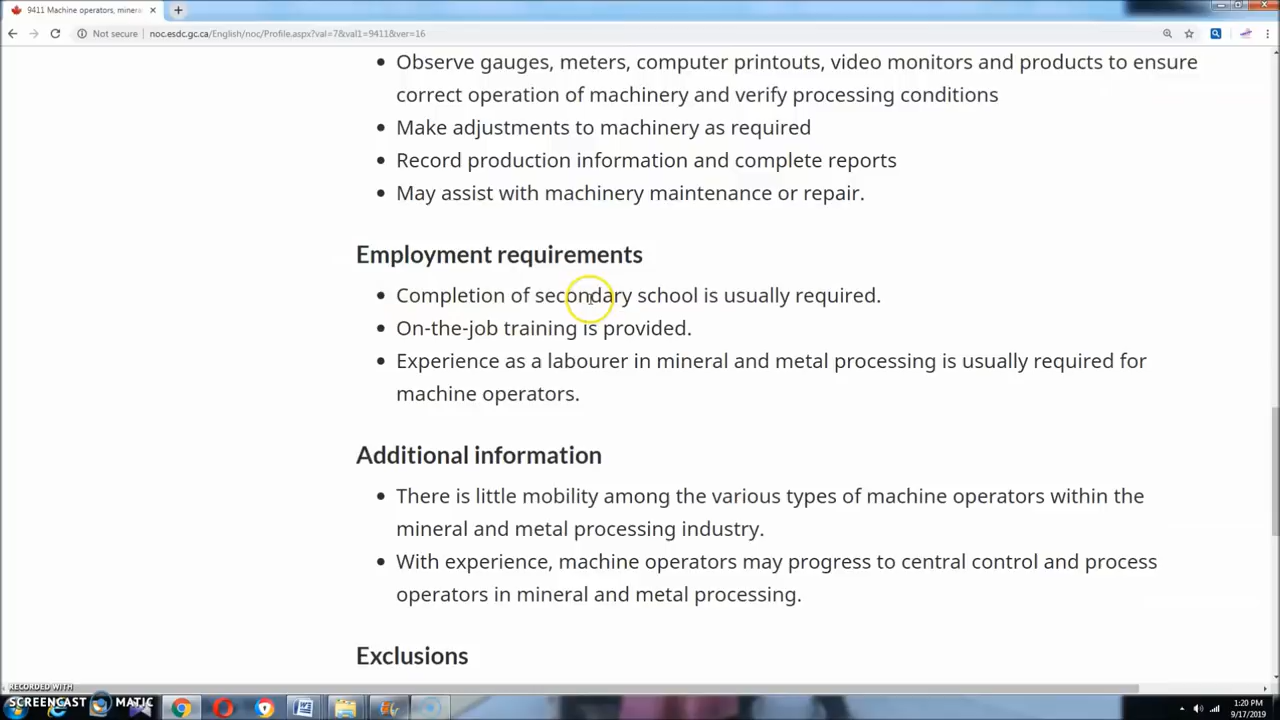 9411 Machine operators, minera
Not secure
noc.esdc.gc.ca/English/noc/Profile.aspx?val=7&val1=9411&ver=16
• Observe gauges, meters, computer printouts, video monitors and products to ensure
correct operation of machinery and verify processing conditions
• Make adjustments to machinery as required
• Record production information and complete reports
• May assist with machinery maintenance or repair.
Employment requirements
• Completion of secondary school is usually required.
• On-the-job training is provided.
• Experience as a labourer in mineral and metal processing is usually required for
machine operators.
Additional information
• There is little mobility among the various types of machine operators within the
mineral and metal processing industry.
• With experience, machine operators may progress to central control and process
operators in mineral and metal processing.
Exclusions
RECORDED WITH
SCREENCAST MATIC
1:20 PM
9/17/2019